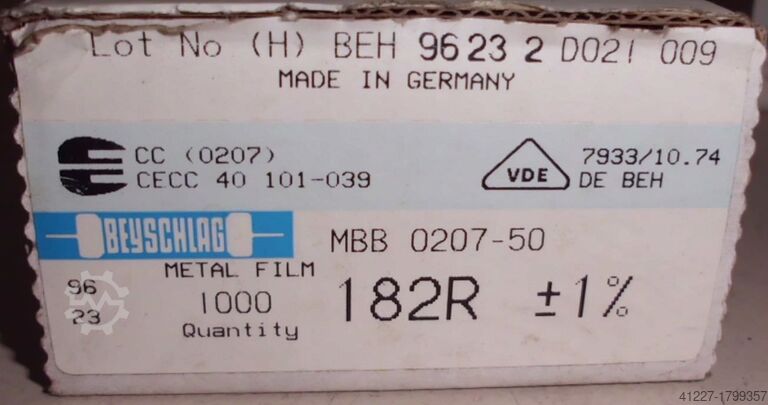 Lot No (H) BEH 96 23 2 D021 009
MADE IN GERMANY
CC (0207)
CECC 40 101-039
VDE
7933/10.74
DE BEH
BEYSCHLAG
MBB 0207-50
METAL FILM
96
23
1000
Quantity
182R ±1%
41227-1799357